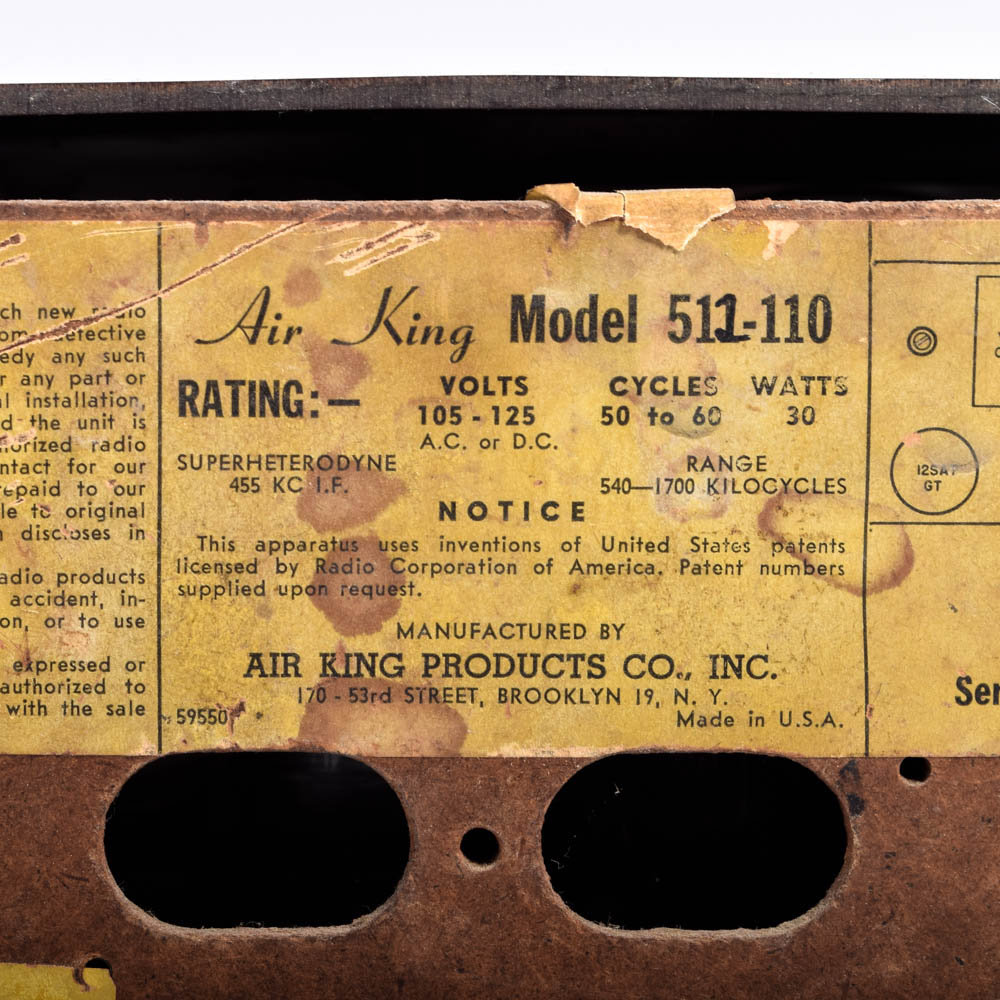 ch new radio
defective
edy any such
r any part or
l installation,
d the unit is
horized radio
ntact for our
repaid to our
le to original
n discloses in
adio products
accident, in-
on, or to use
expressed or
authorized to
with the sale
Air King Model 512-110
RATING:—
VOLTS CYCLES WATTS
105 - 125 50 to 60 30
A.C. or D.C.
SUPERHETERODYNE RANGE
455 KC I.F. 540—1700 KILOCYCLES
NOTICE
This apparatus uses inventions of United States patents
licensed by Radio Corporation of America. Patent numbers
supplied upon request.
MANUFACTURED BY
AIR KING PRODUCTS CO., INC.
170 - 53rd STREET, BROOKLYN 19, N. Y.
59550 Made in U.S.A.
12SA7
GT
Ser